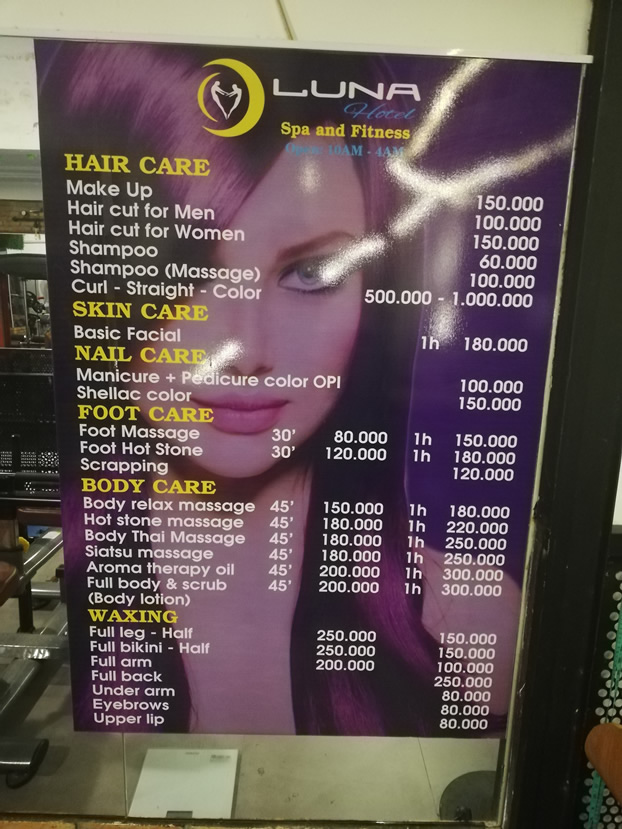 LUNA
Hotel
Spa and Fitness
Open: 10AM - 4AM
HAIR CARE
Make Up 150.000
Hair cut for Men 100.000
Hair cut for Women 150.000
Shampoo 60.000
Shampoo (Massage) 100.000
Curl - Straight - Color 500.000 - 1.000.000
SKIN CARE
Basic Facial 1h 180.000
NAIL CARE
Manicure + Pedicure color OPI 100.000
Shellac color 150.000
FOOT CARE
Foot Massage 30' 80.000 1h 150.000
Foot Hot Stone 30' 120.000 1h 180.000
Scrapping 120.000
BODY CARE
Body relax massage 45' 150.000 1h 180.000
Hot stone massage 45' 180.000 1h 220.000
Body Thai Massage 45' 180.000 1h 250.000
Siatsu massage 45' 180.000 1h 250.000
Aroma therapy oil 45' 200.000 1h 300.000
Full body & scrub 45' 200.000 1h 300.000
(Body lotion)
WAXING
Full leg - Half 250.000 150.000
Full bikini - Half 250.000 150.000
Full arm 200.000 100.000
Full back 250.000
Under arm 80.000
Eyebrows 80.000
Upper lip 80.000